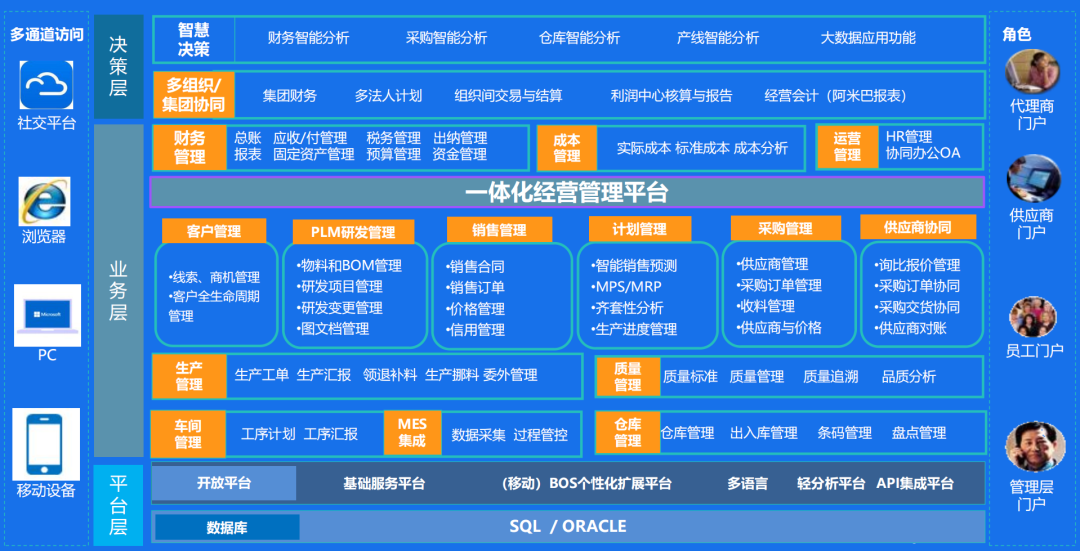 多通道访问
社交平台
浏览器
Microsoft
PC
移动设备
决策层
智慧决策
财务智能分析 采购智能分析 仓库智能分析 产线智能分析 大数据应用功能
多组织/集团协同
集团财务 多法人计划 组织间交易与结算 利润中心核算与报告 经营会计（阿米巴报表）
业务层
财务管理
总账 应收/付管理 税务管理 出纳管理
报表 固定资产管理 预算管理 资金管理
成本管理
实际成本 标准成本 成本分析
运营管理
HR管理
协同办公OA
一体化经营管理平台
客户管理
•线索、商机管理
•客户全生命周期
管理
PLM研发管理
•物料和BOM管理
•研发项目管理
•研发变更管理
•图文档管理
销售管理
•销售合同
•销售订单
•价格管理
•信用管理
计划管理
•智能销售预测
•MPS/MRP
•齐套性分析
•生产进度管理
采购管理
•供应商管理
•采购订单管理
•收料管理
•供应商与价格
供应商协同
•询比报价管理
•采购订单协同
•采购交货协同
•供应商对账
生产管理
生产工单 生产汇报 领退补料 生产挪料 委外管理
质量管理
质量标准 质量管理 质量追溯 品质分析
车间管理
工序计划 工序汇报
MES集成
数据采集 过程管控
仓库管理
仓库管理 出入库管理 条码管理 盘点管理
平台层
开放平台 基础服务平台 （移动）BOS个性化扩展平台 多语言 轻分析平台 API集成平台
数据库 SQL / ORACLE
角色
代理商
门户
供应商
门户
员工门户
管理层
门户